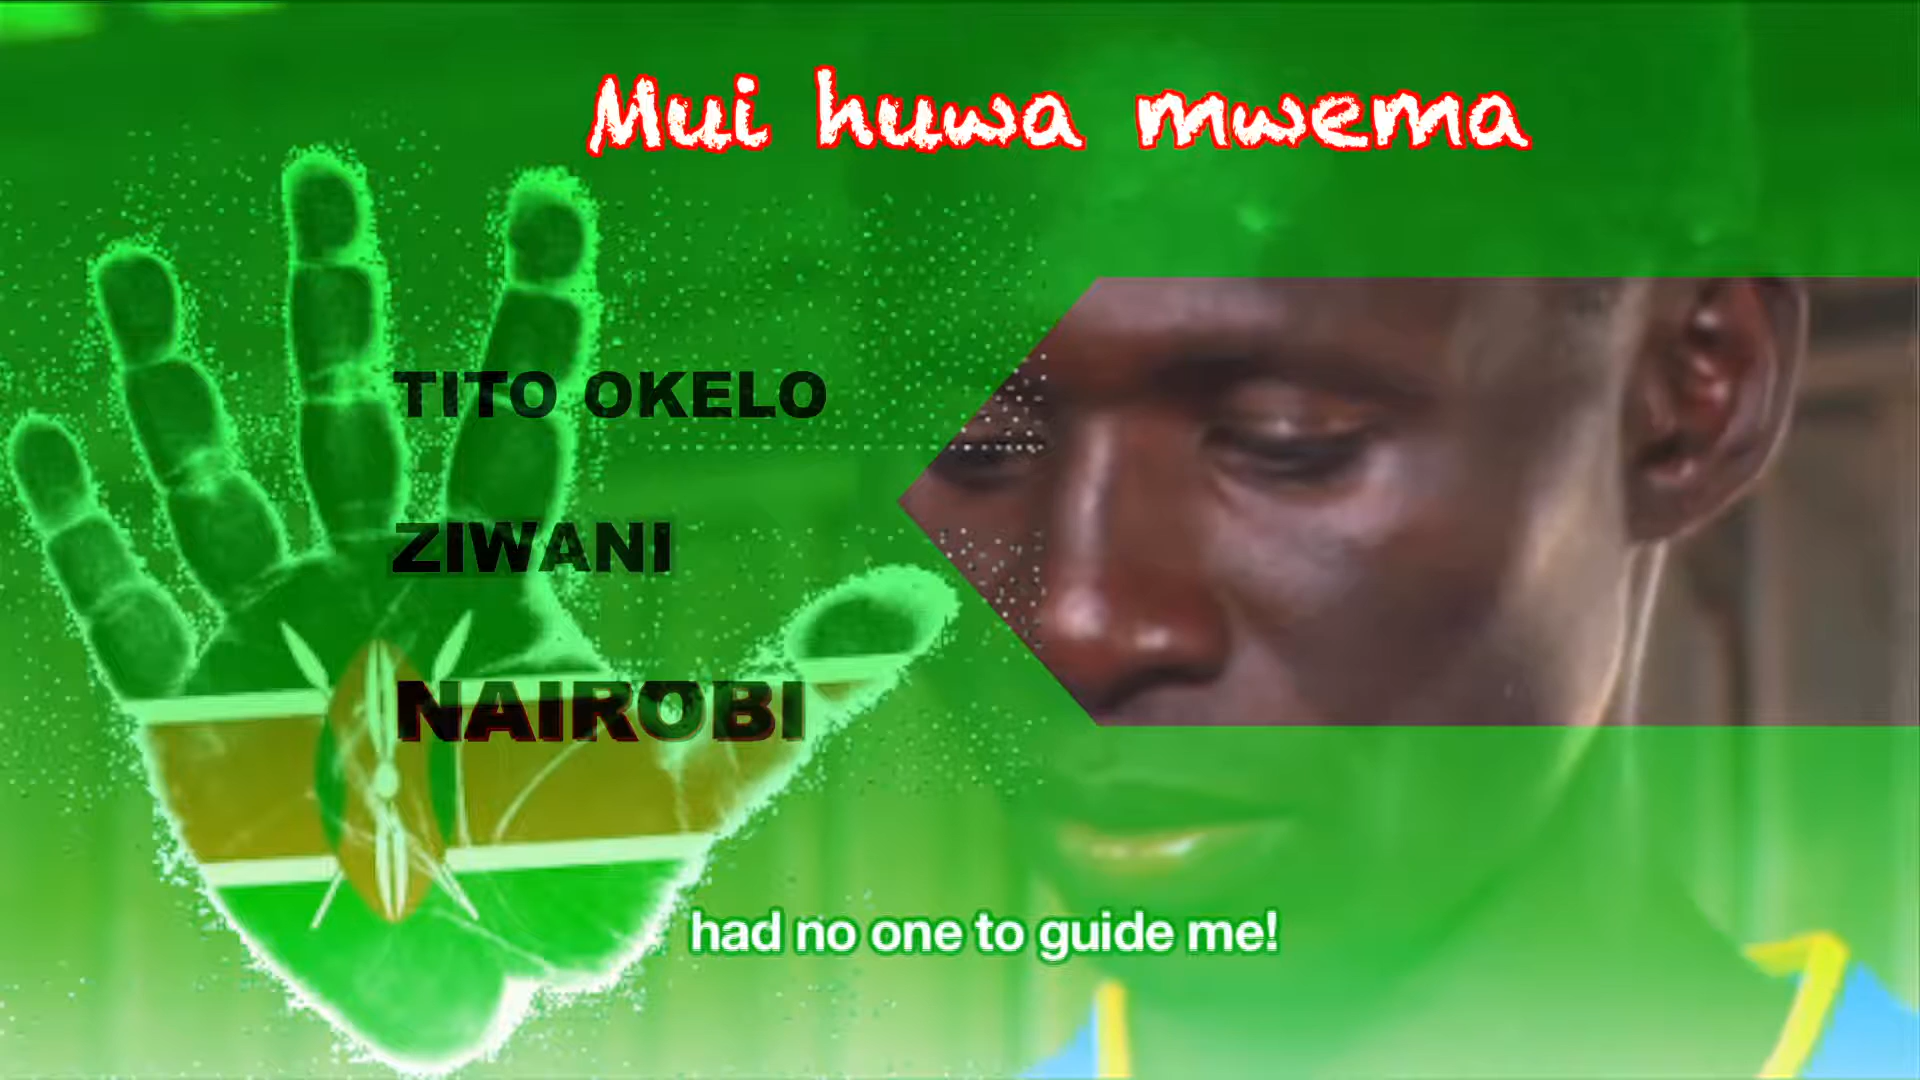 Mui huwa mwema
TITO OKELO
ZIWANI
NAIROBI
had no one to guide me!